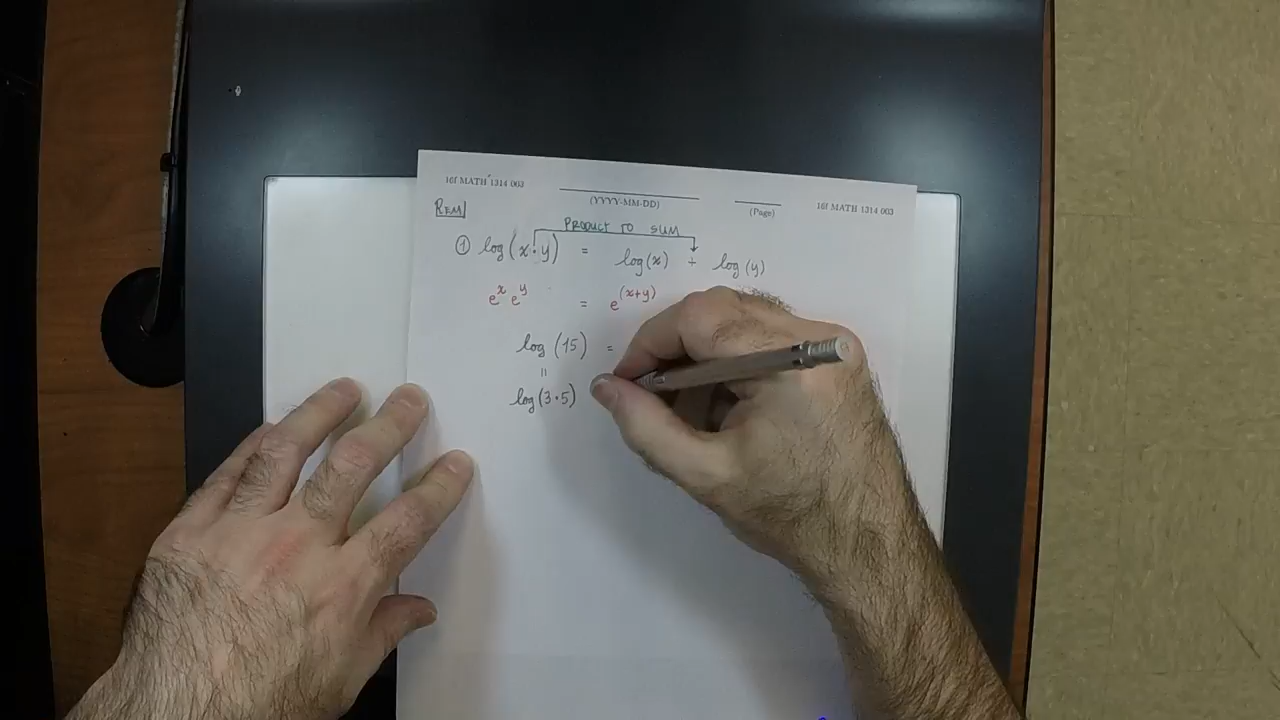 16f MATH 1314 003 (YYYY-MM-DD) (Page) 16f MATH 1314 003
REM
PRODUCT TO SUM
① log(x·y) = log(x) + log(y)
e^x e^y = e^(x+y)
log(15) =
||
log(3·5)